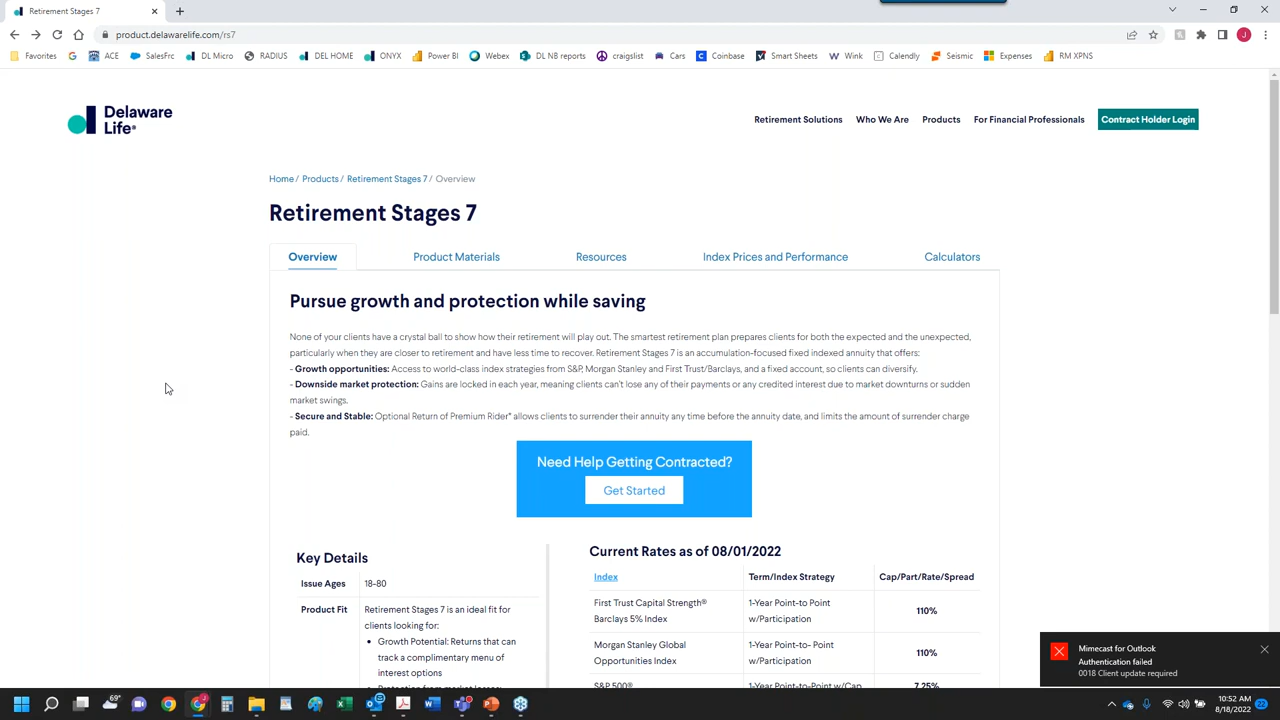 Retirement Stages 7
product.delawarelife.com/rs7
Favorites
ACE
SalesFrc
DL Micro
RADIUS
DEL HOME
ONYX
Power BI
Webex
DL NB reports
craigslist
Cars
Coinbase
Smart Sheets
Wink
Calendly
Seismic
Expenses
RM XPNS
Delaware
Life®
Retirement Solutions
Who We Are
Products
For Financial Professionals
Contract Holder Login
Home / Products / Retirement Stages 7 / Overview
Retirement Stages 7
Overview
Product Materials
Resources
Index Prices and Performance
Calculators
Pursue growth and protection while saving
None of your clients have a crystal ball to show how their retirement will play out. The smartest retirement plan prepares clients for both the expected and the unexpected,
particularly when they are closer to retirement and have less time to recover. Retirement Stages 7 is an accumulation-focused fixed indexed annuity that offers:
- Growth opportunities: Access to world-class index strategies from S&P, Morgan Stanley and First Trust/Barclays, and a fixed account, so clients can diversify.
- Downside market protection: Gains are locked in each year, meaning clients can't lose any of their payments or any credited interest due to market downturns or sudden
market swings.
- Secure and Stable: Optional Return of Premium Rider* allows clients to surrender their annuity any time before the annuity date, and limits the amount of surrender charge
paid.
Need Help Getting Contracted?
Get Started
Key Details
Issue Ages
18-80
Product Fit
Retirement Stages 7 is an ideal fit for
clients looking for:
• Growth Potential: Returns that can
track a complimentary menu of
interest options
Current Rates as of 08/01/2022
Index
Term/Index Strategy
Cap/Part/Rate/Spread
First Trust Capital Strength®
Barclays 5% Index
1-Year Point-to Point
w/Participation
110%
Morgan Stanley Global
Opportunities Index
1-Year Point-to- Point
w/Participation
110%
S&P 500®
1-Year Point-to-Point w/Cap
7.25%
Mimecast for Outlook
Authentication failed
0018 Client update required
69°
10:52 AM
8/18/2022
22